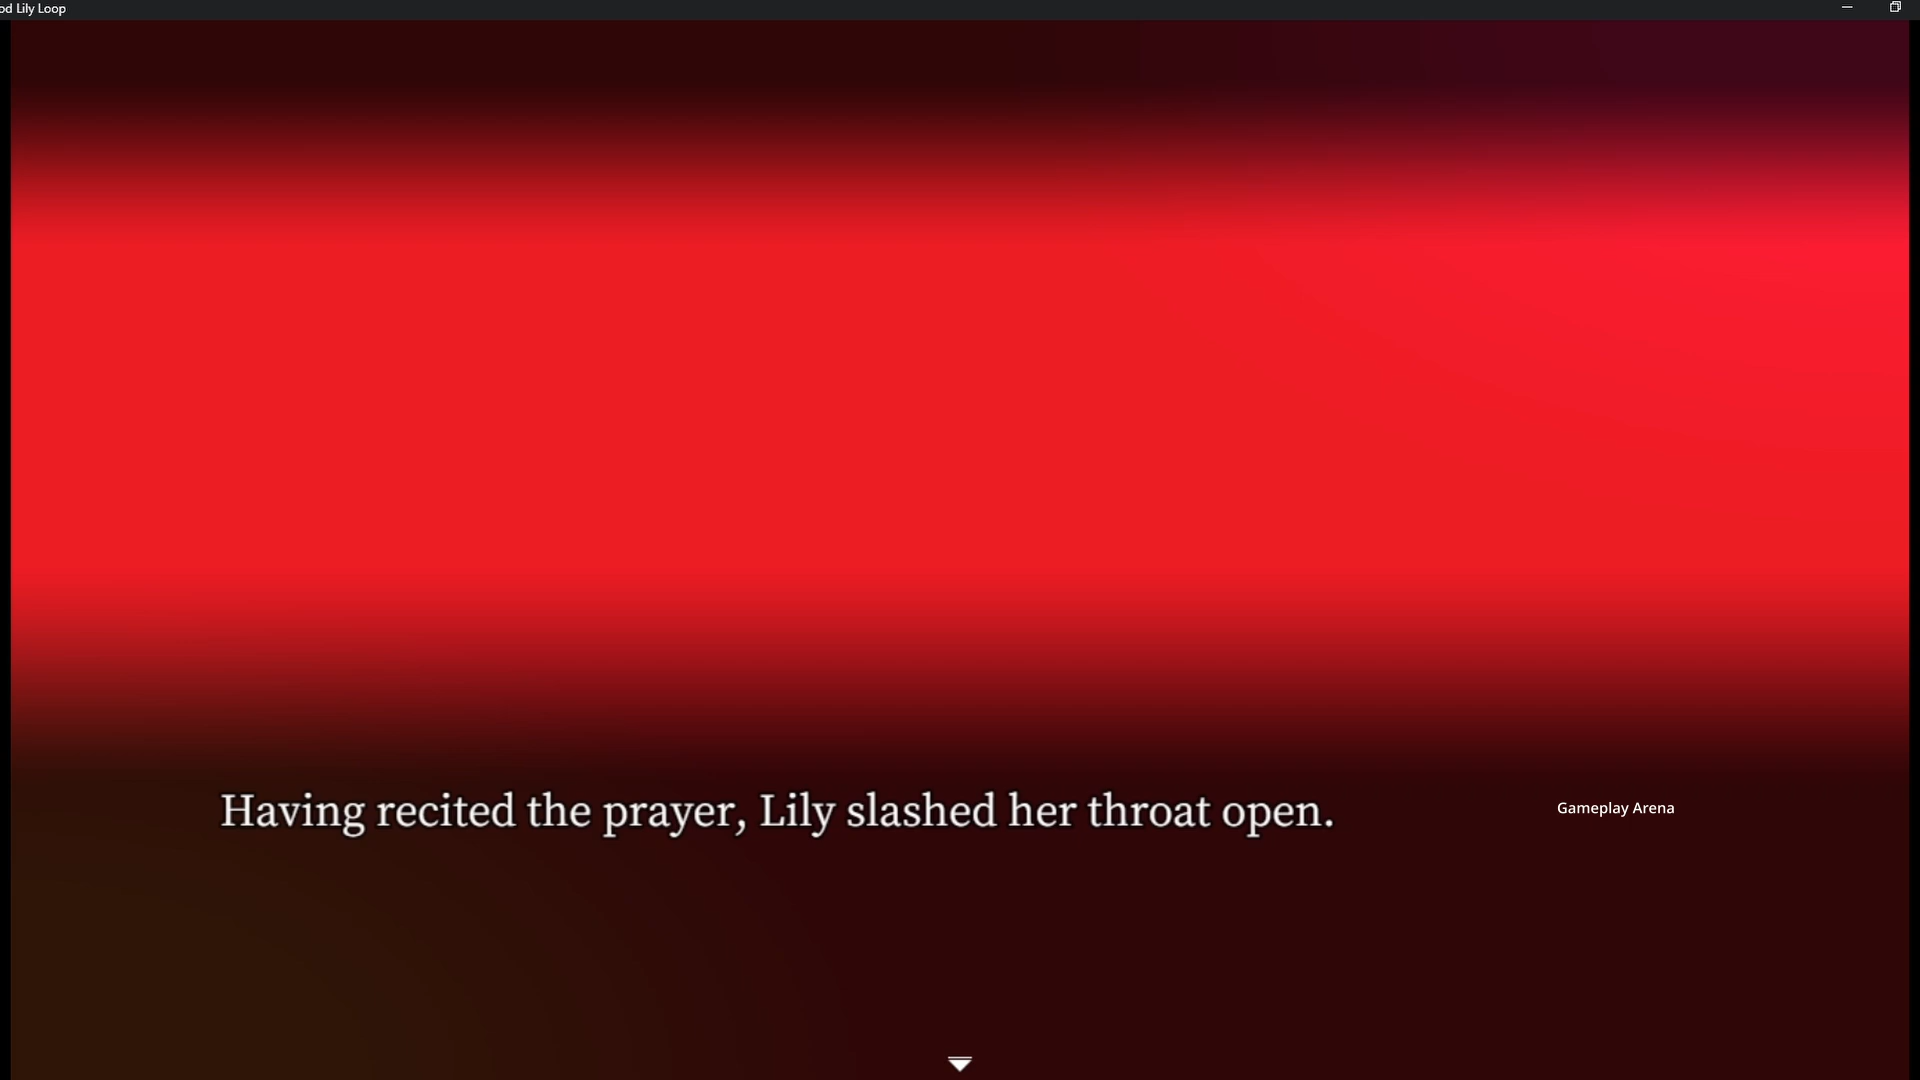 od Lily Loop
Having recited the prayer, Lily slashed her throat open.
Gameplay Arena